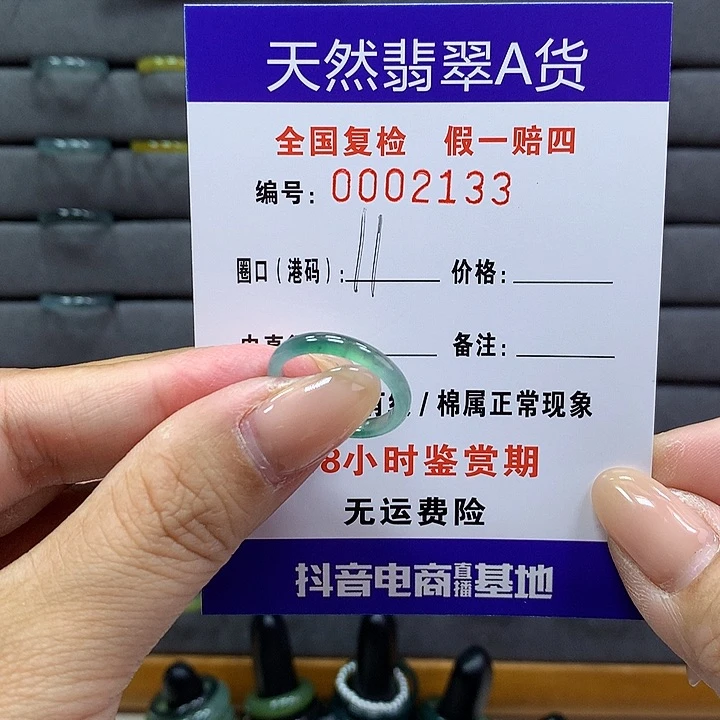 天然翡翠A货
全国复检 假一赔四
编号: 0002133
圈口(港码): 11 价格:
备注:
/棉属正常现象
8小时鉴赏期
无运费险
抖音电商直播基地